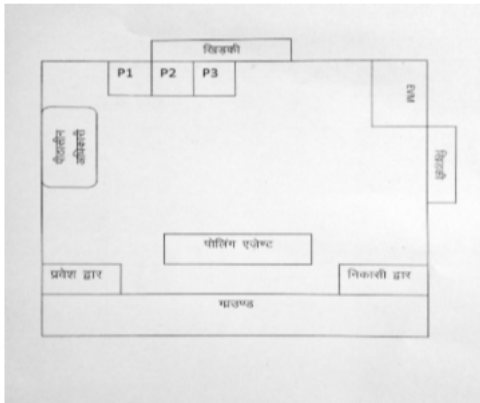 खिड़की
P1 P2 P3
EVM
पीठासीन
अधिकारी
खिड़की
पोलिंग एजेण्ट
प्रवेश द्वार
निकासी द्वार
ग्राउण्ड